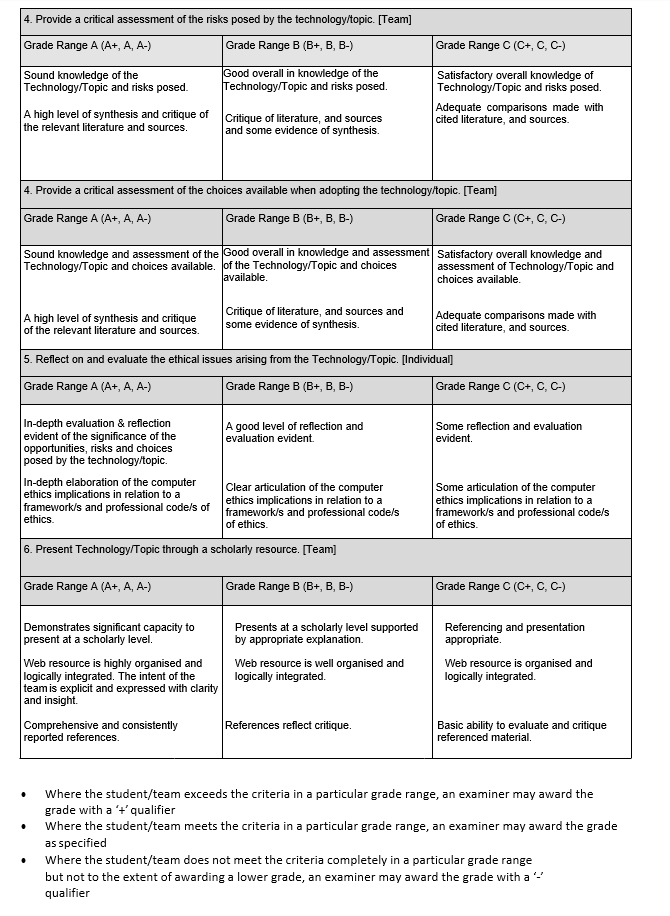 4. Provide a critical assessment of the risks posed by the technology/topic. [Team]
Grade Range A (A+, A, A-)
Grade Range B (B+, B, B-)
Grade Range C (C+, C, C-)
Sound knowledge of the
Technology/Topic and risks posed.
A high level of synthesis and critique of
the relevant literature and sources.
Good overall in knowledge of the
Technology/Topic and risks posed.
Critique of literature, and sources
and some evidence of synthesis.
Satisfactory overall knowledge of
Technology/Topic and risks posed.
Adequate comparisons made with
cited literature, and sources.
4. Provide a critical assessment of the choices available when adopting the technology/topic. [Team]
Grade Range A (A+, A, A-)
Grade Range B (B+, B, B-)
Grade Range C (C+, C, C-)
Sound knowledge and assessment of the
Technology/Topic and choices available.
A high level of synthesis and critique
of the relevant literature and sources.
Good overall in knowledge and assessment
of the Technology/Topic and choices
available.
Critique of literature, and sources and
some evidence of synthesis.
Satisfactory overall knowledge and
assessment of Technology/Topic and
choices available.
Adequate comparisons made with
cited literature, and sources.
5. Reflect on and evaluate the ethical issues arising from the Technology/Topic. [Individual]
Grade Range A (A+, A, A-)
Grade Range B (B+, B, B-)
Grade Range C (C+, C, C-)
In-depth evaluation & reflection
evident of the significance of the
opportunities, risks and choices
posed by the technology/topic.
In-depth elaboration of the computer
ethics implications in relation to a
framework/s and professional code/s of
ethics.
A good level of reflection and
evaluation evident.
Clear articulation of the computer
ethics implications in relation to a
framework/s and professional code/s
of ethics.
Some reflection and evaluation
evident.
Some articulation of the computer
ethics implications in relation to a
framework/s and professional code/s
of ethics.
6. Present Technology/Topic through a scholarly resource. [Team]
Grade Range A (A+, A, A-)
Grade Range B (B+, B, B-)
Grade Range C (C+, C, C-)
Demonstrates significant capacity to
present at a scholarly level.
Web resource is highly organised and
logically integrated. The intent of the
team is explicit and expressed with clarity
and insight.
Comprehensive and consistently
reported references.
Presents at a scholarly level supported
by appropriate explanation.
Web resource is well organised and
logically integrated.
References reflect critique.
Referencing and presentation
appropriate.
Web resource is organised and
logically integrated.
Basic ability to evaluate and critique
referenced material.
• Where the student/team exceeds the criteria in a particular grade range, an examiner may award the
grade with a '+' qualifier
• Where the student/team meets the criteria in a particular grade range, an examiner may award the grade
as specified
• Where the student/team does not meet the criteria completely in a particular grade range
but not to the extent of awarding a lower grade, an examiner may award the grade with a '-'
qualifier